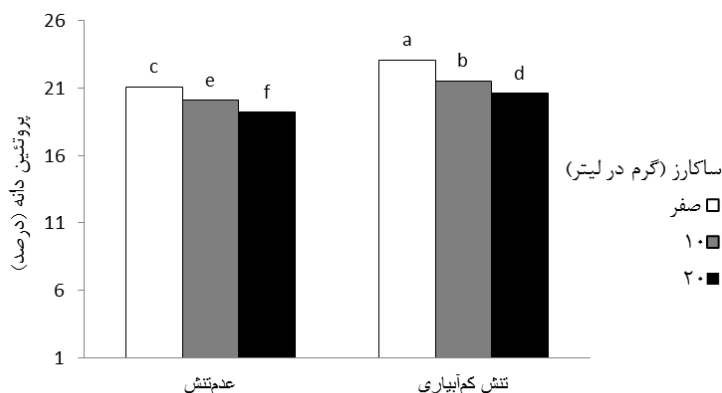 26
21
16
11
6
1
پروتئین دانه (درصد)
c
e
f
a
b
d
عدم‌تنش
تنش کم‌آبیاری
ساکارز (گرم در لیتر)
صفر
۱۰
۲۰